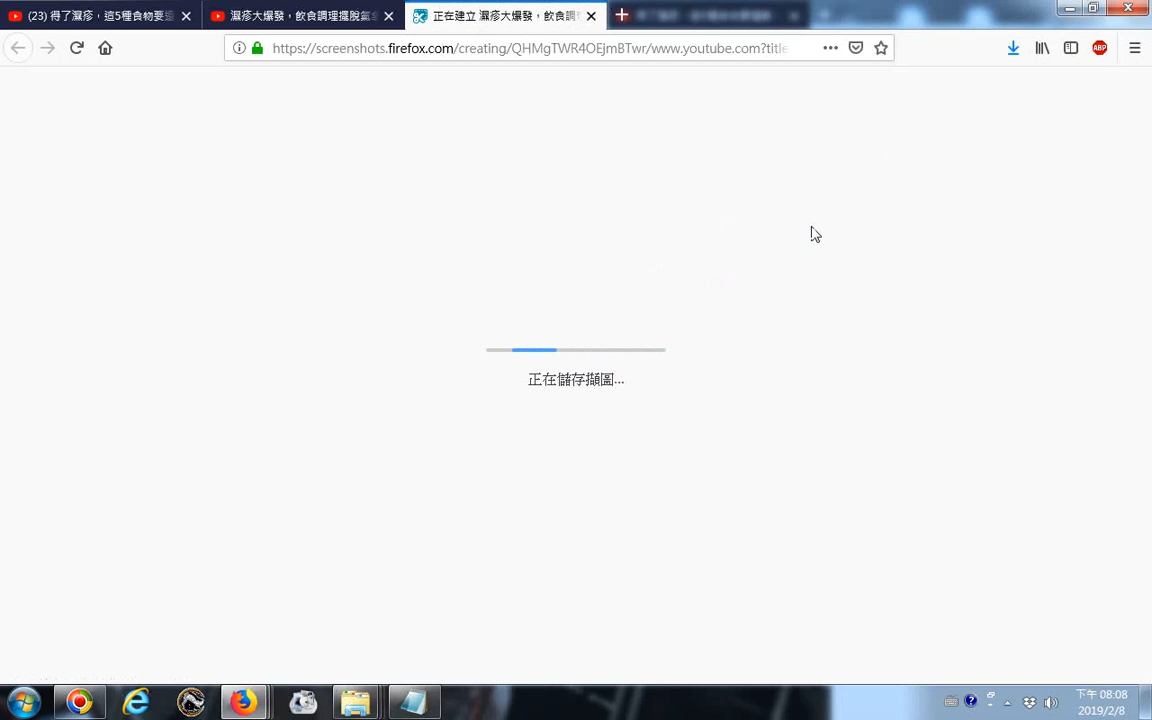 (23) 得了濕疹，這5種食物要
濕疹大爆發，飲食調理擺脫氣
正在建立 濕疹大爆發，飲食調
https://screenshots.firefox.com/creating/QHMgTWR4OEjmBTwr/www.youtube.com?title
ABP
正在儲存擷圖...
下午 08:08
2019/2/8